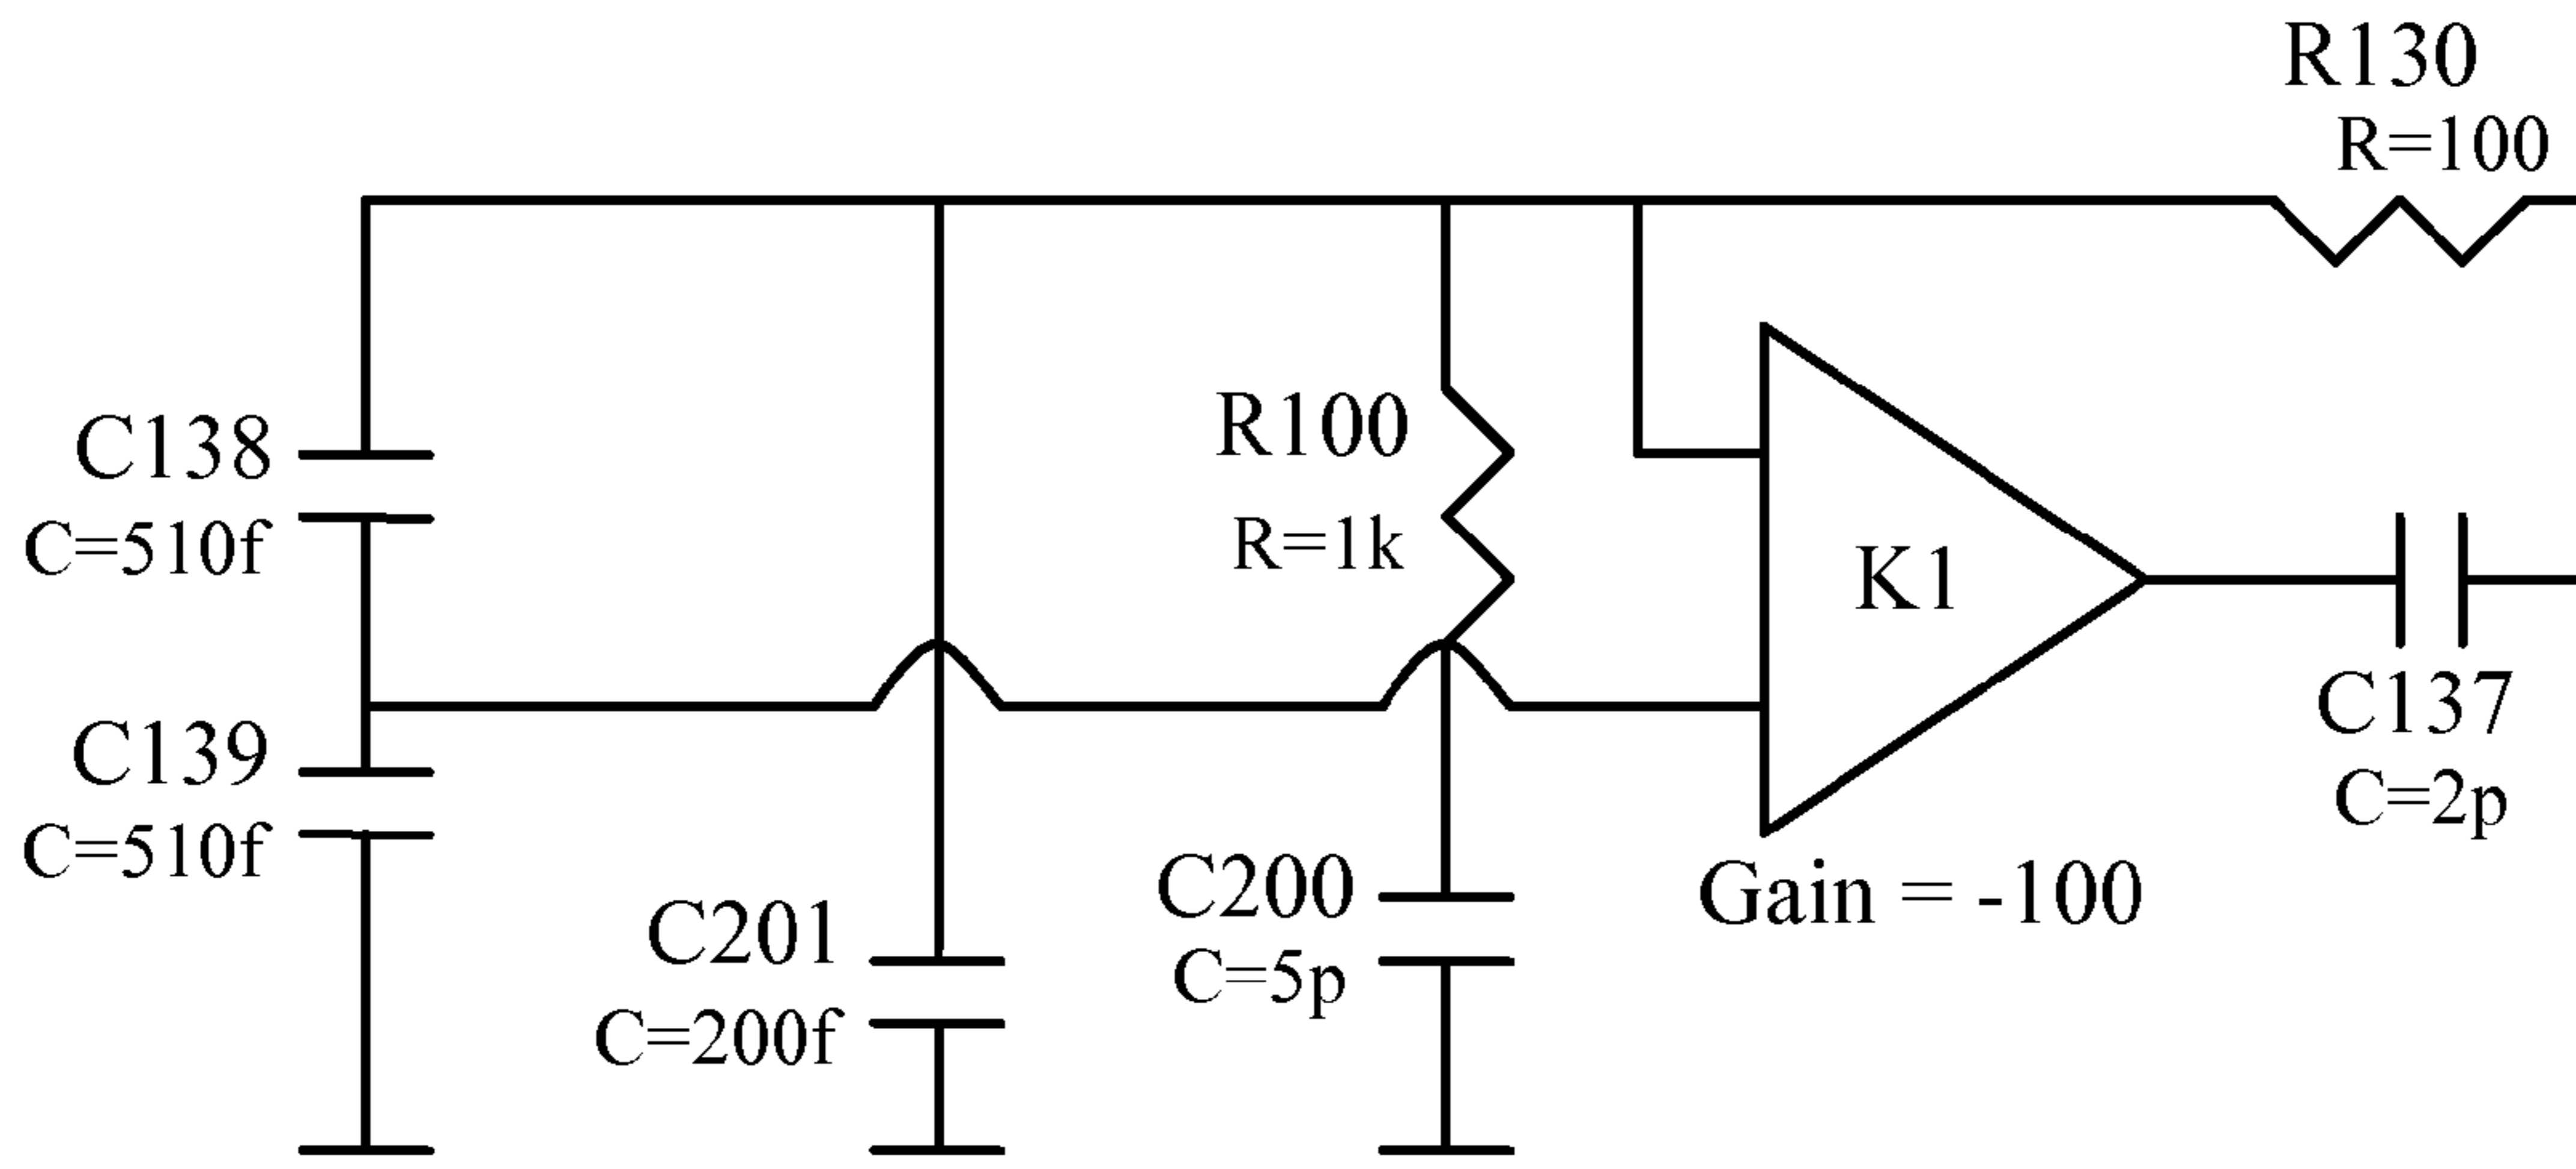 R130
R=100
C138
C=510f
R100
R=1k
K1
C139
C=510f
C137
C=2p
C200
C=5p
Gain = -100
C201
C=200f